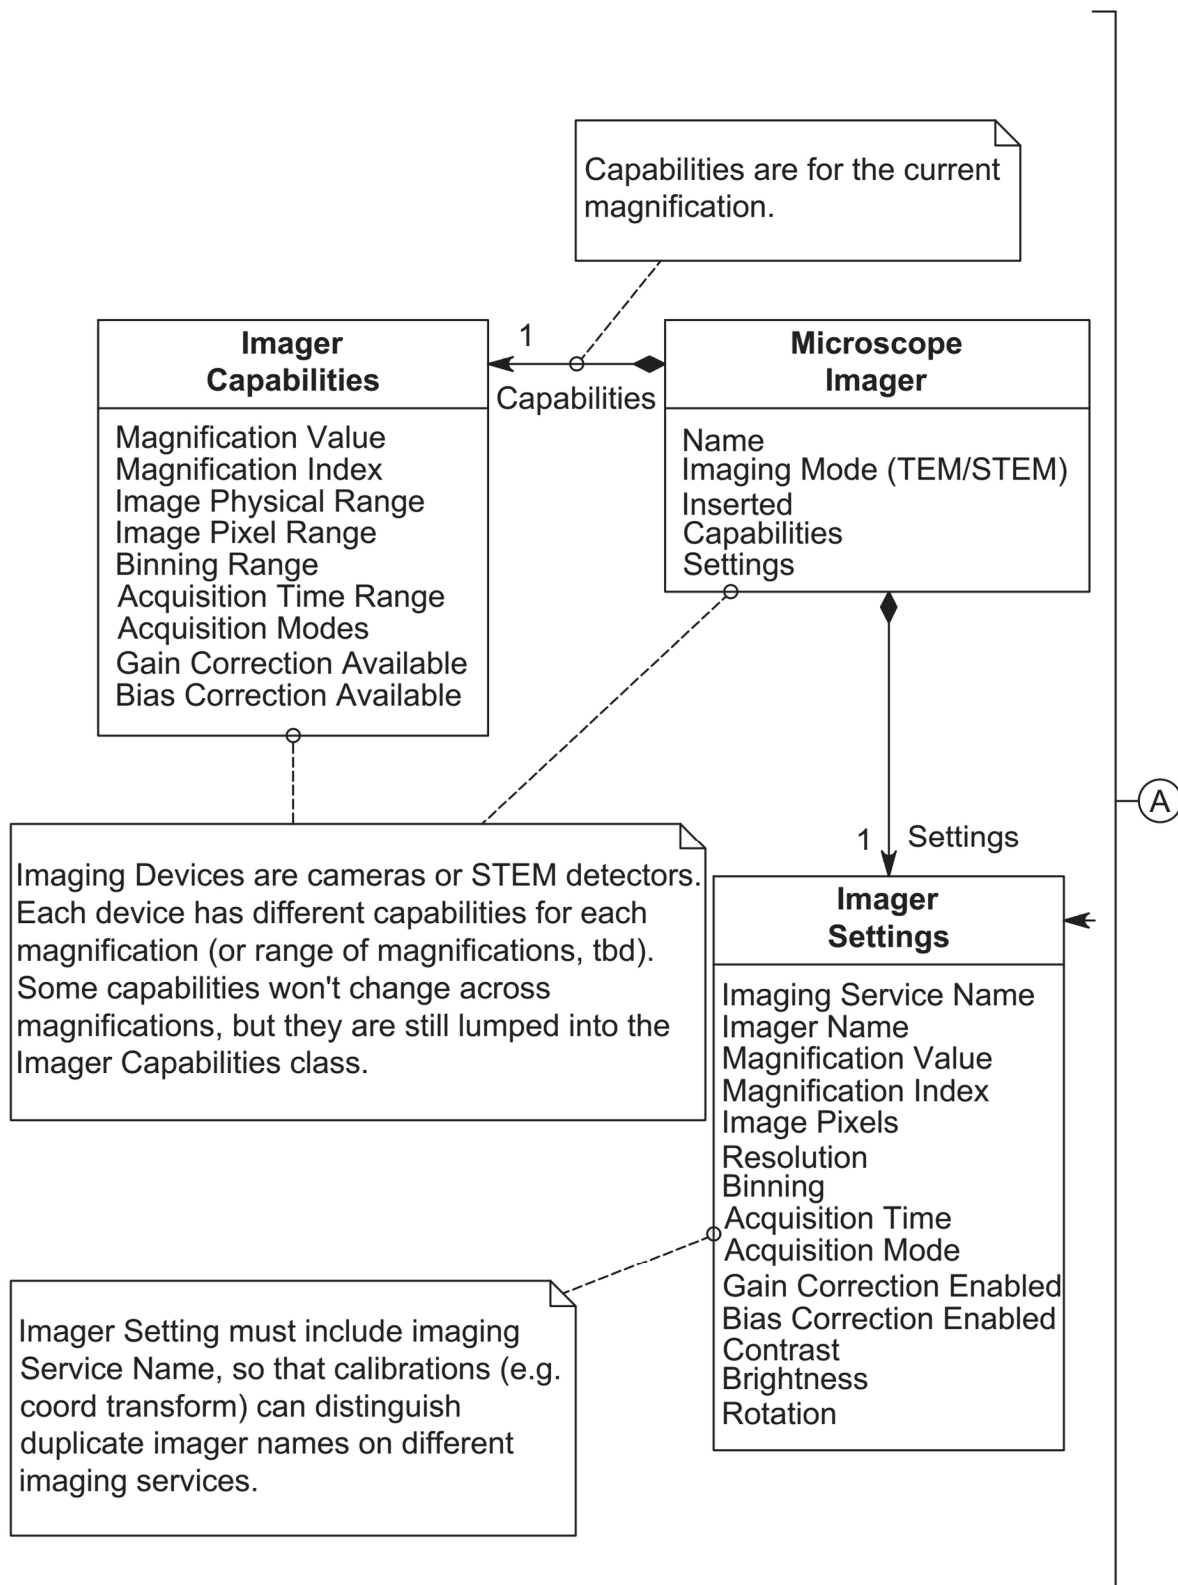 Capabilities are for the current
magnification.
Imager
Capabilities
Magnification Value
Magnification Index
Image Physical Range
Image Pixel Range
Binning Range
Acquisition Time Range
Acquisition Modes
Gain Correction Available
Bias Correction Available
1
Capabilities
Microscope
Imager
Name
Imaging Mode (TEM/STEM)
Inserted
Capabilities
Settings
A
1 Settings
Imaging Devices are cameras or STEM detectors.
Each device has different capabilities for each
magnification (or range of magnifications, tbd).
Some capabilities won't change across
magnifications, but they are still lumped into the
Imager Capabilities class.
Imager
Settings
Imaging Service Name
Imager Name
Magnification Value
Magnification Index
Image Pixels
Resolution
Binning
Acquisition Time
Acquisition Mode
Gain Correction Enabled
Bias Correction Enabled
Contrast
Brightness
Rotation
Imager Setting must include imaging
Service Name, so that calibrations (e.g.
coord transform) can distinguish
duplicate imager names on different
imaging services.